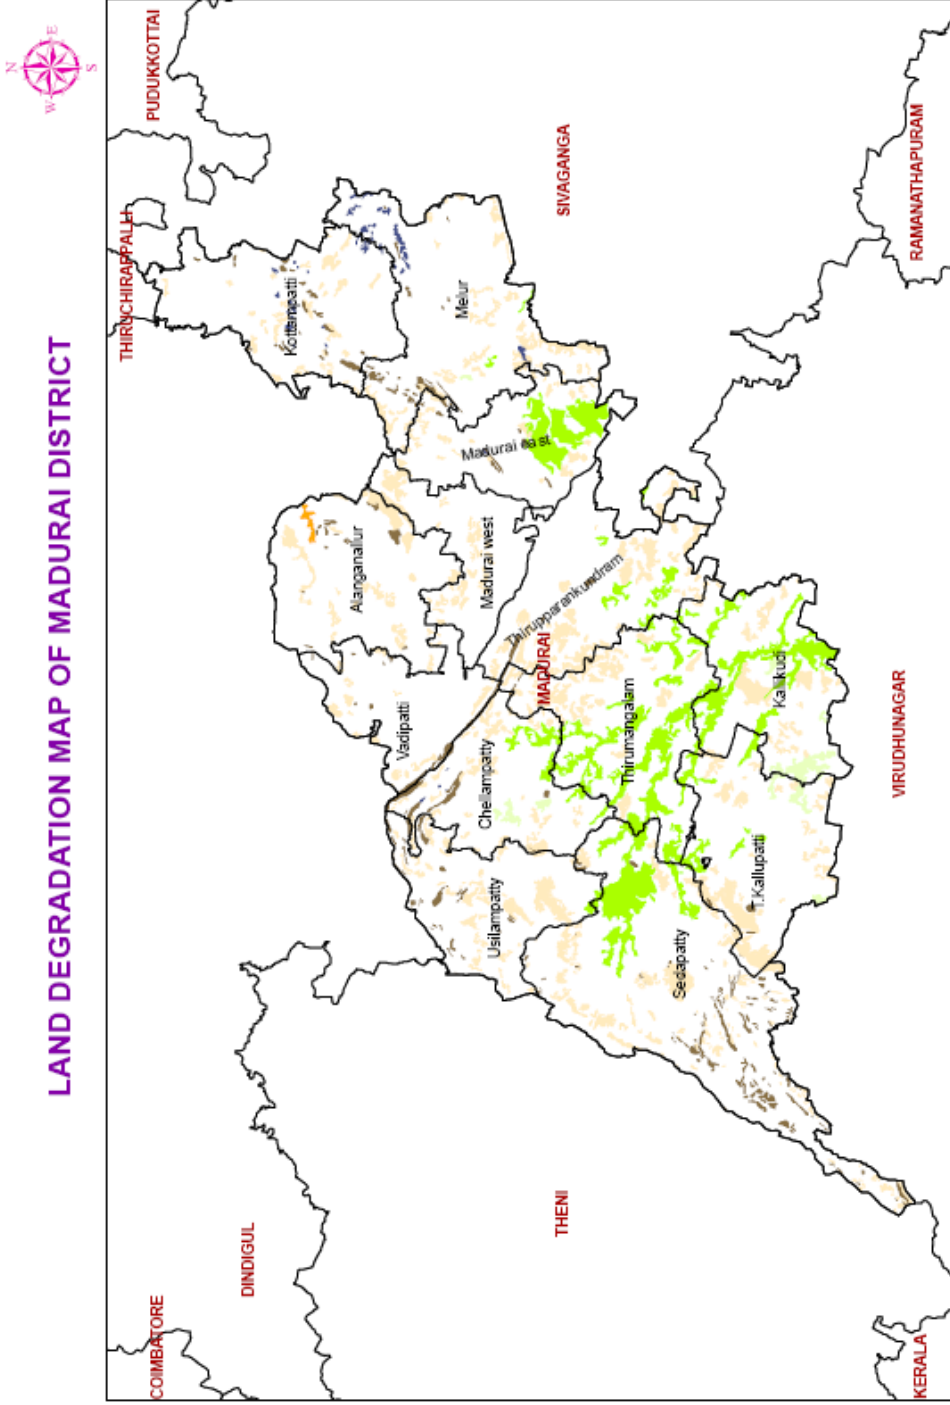 LAND DEGRADATION MAP OF MADURAI DISTRICT
N
E
S
W
COIMBATORE
THIRUCHIRAPPALLI
PUDUKKOTTAI
DINDIGUL
Kottampatti
Alanganallur
Vadipatti
Melur
Madurai east
Madurai west
Chellampatty
Usilampatty
SIVAGANGA
THENI
MADURAI
Thirupparankundram
Thirumangalam
Sedapatty
Kallikudi
T.Kallupatti
VIRUDHUNAGAR
RAMANATHAPURAM
KERALA